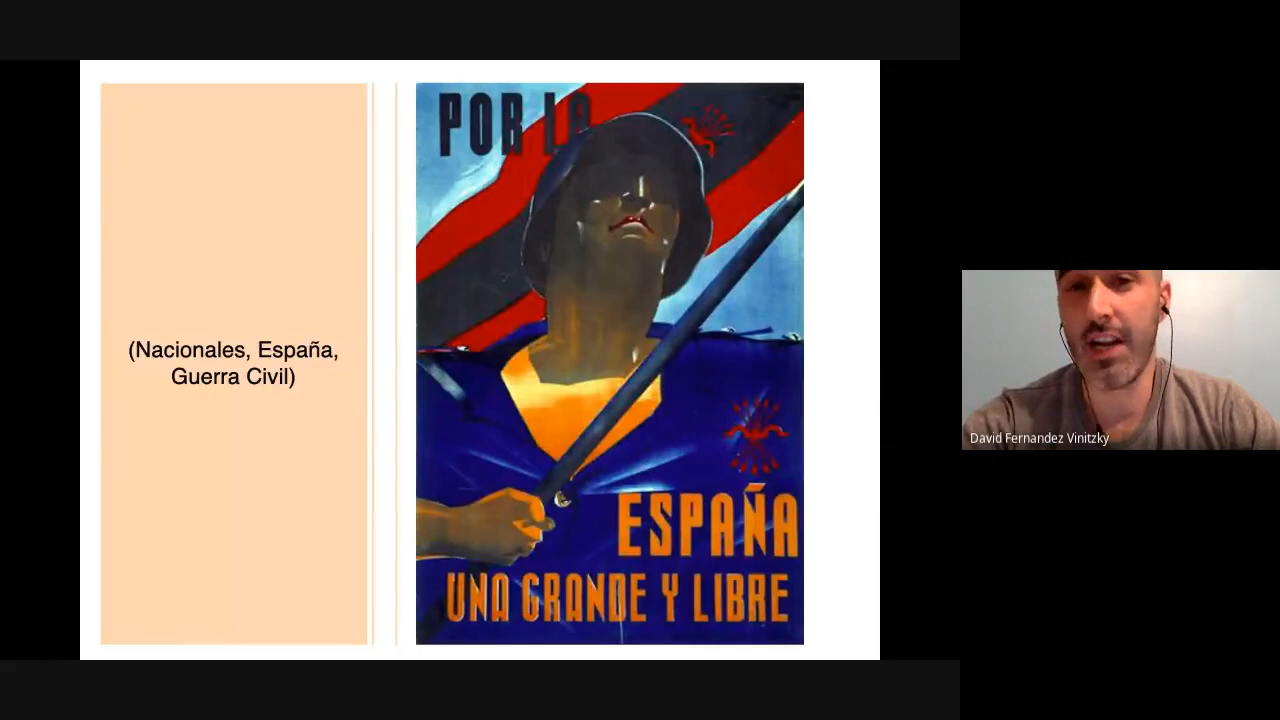 (Nacionales, España,
Guerra Civil)
POR LA
ESPAÑA
UNA GRANDE Y LIBRE
David Fernandez Vinitzky